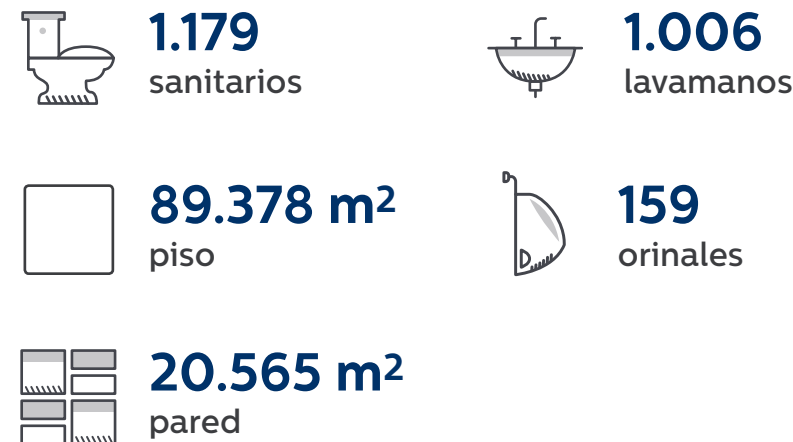 1.179
sanitarios
1.006
lavamanos
89.378 m²
piso
159
orinales
20.565 m²
pared